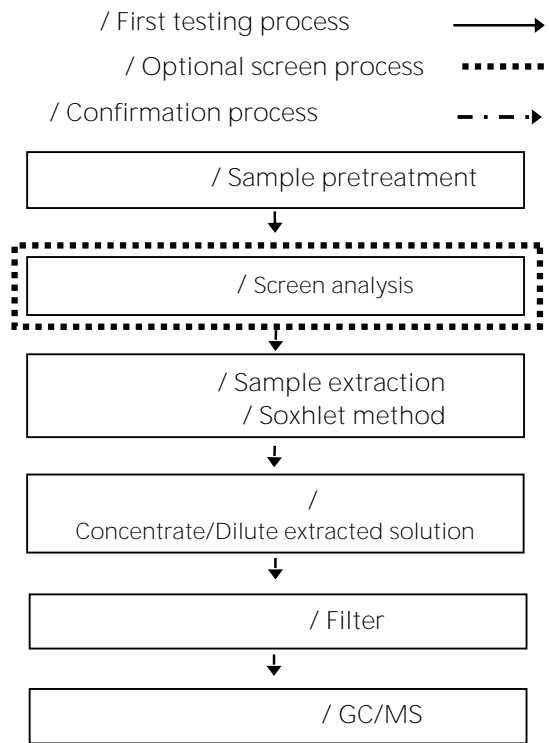 / First testing process
/ Optional screen process
/ Confirmation process
/ Sample pretreatment
/ Screen analysis
/ Sample extraction
/ Soxhlet method
/
Concentrate/Dilute extracted solution
/ Filter
/ GC/MS